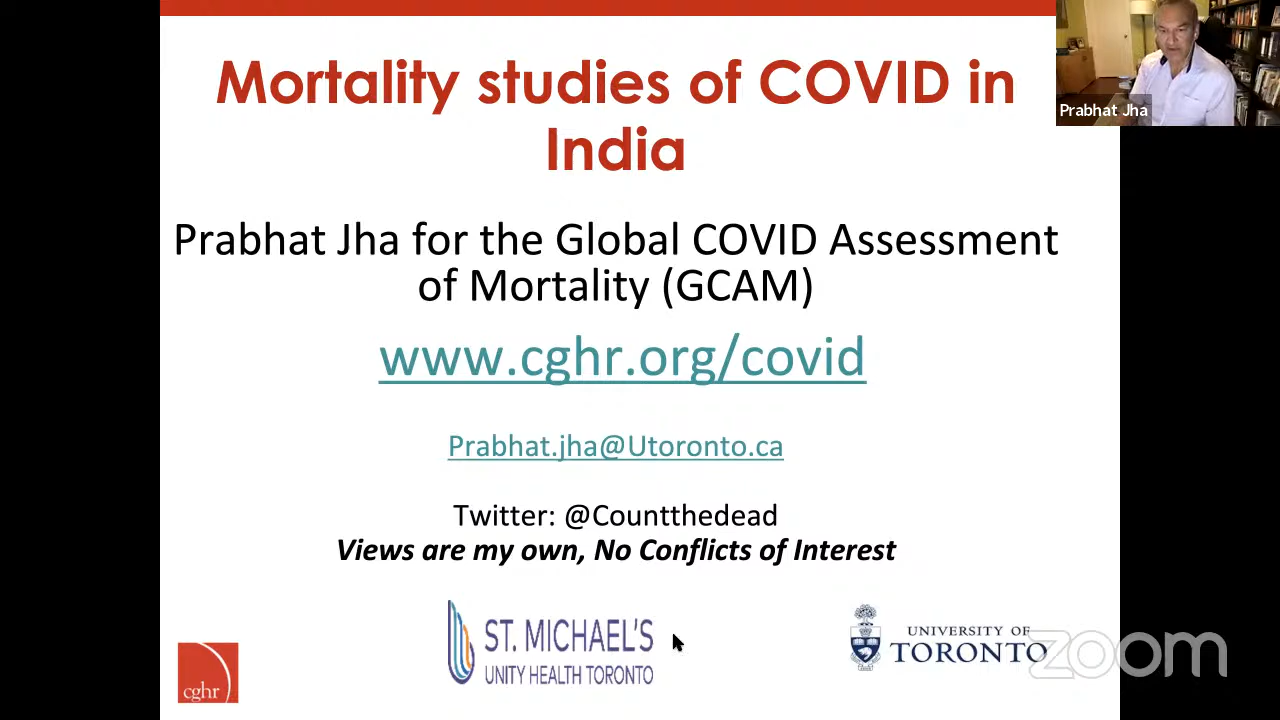 Mortality studies of COVID in
India
Prabhat Jha
Prabhat Jha for the Global COVID Assessment
of Mortality (GCAM)
www.cghr.org/covid
Prabhat.jha@Utoronto.ca
Twitter: @Countthedead
Views are my own, No Conflicts of Interest
cghr
ST. MICHAEL'S
UNITY HEALTH TORONTO
UNIVERSITY OF
TORONTO
zoom